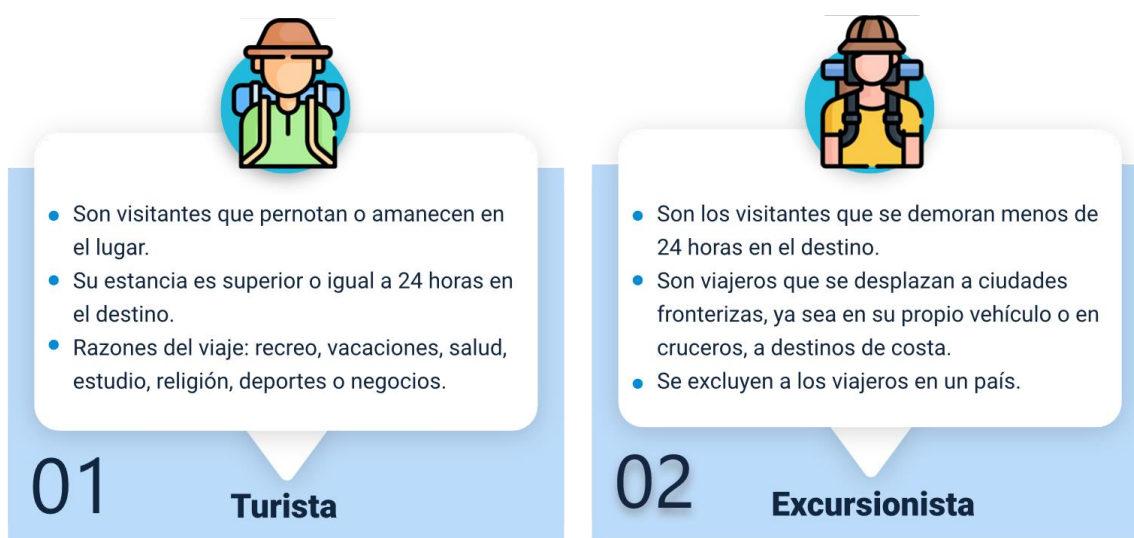 Son visitantes que pernotan o amanecen en
el lugar.
Su estancia es superior o igual a 24 horas en
el destino.
Razones del viaje: recreo, vacaciones, salud,
estudio, religión, deportes o negocios.
01
Turista
Son los visitantes que se demoran menos de
24 horas en el destino.
Son viajeros que se desplazan a ciudades
fronterizas, ya sea en su propio vehículo o en
cruceros, a destinos de costa.
Se excluyen a los viajeros en un país.
02
Excursionista